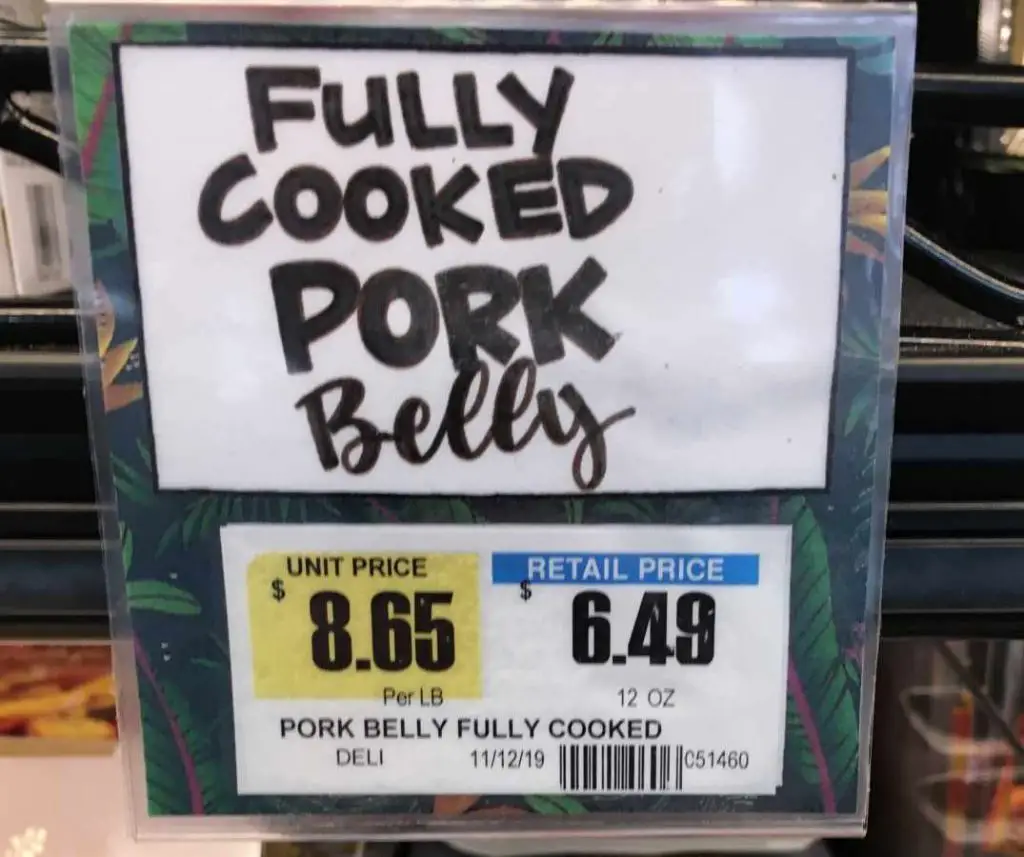 FULLY
COOKED
PORK
Belly
UNIT PRICE
$ 8.65
Per LB
RETAIL PRICE
$ 6.49
12 OZ
PORK BELLY FULLY COOKED
DELI 11/12/19 C51460